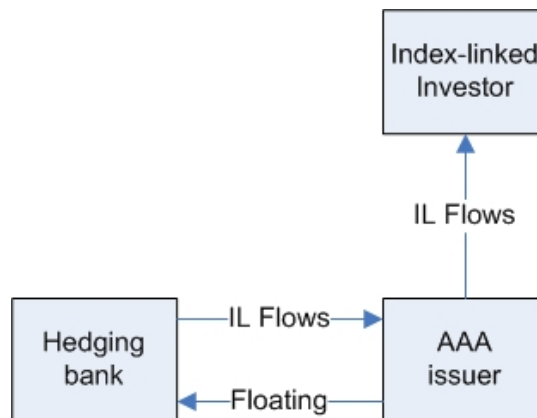 Index-linked
Investor
IL Flows
Hedging
bank
IL Flows
Floating
AAA
issuer